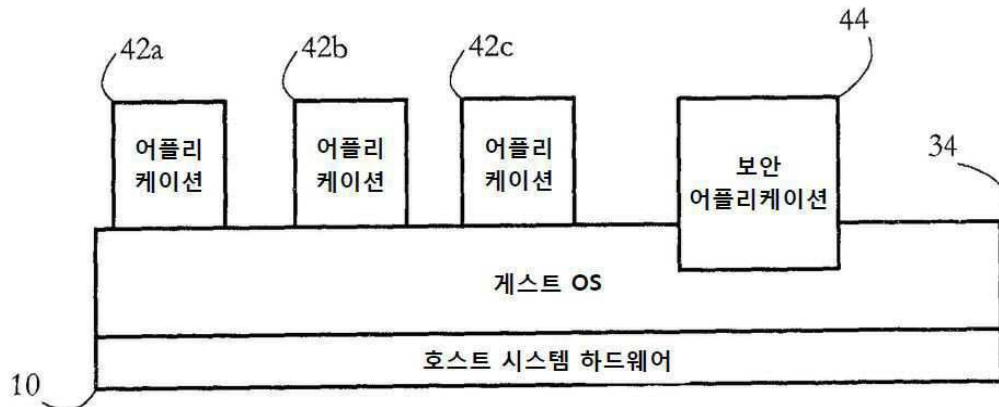 42a
42b
42c
44
어플리
케이션
어플리
케이션
어플리
케이션
보안
어플리케이션
34
게스트 OS
호스트 시스템 하드웨어
10